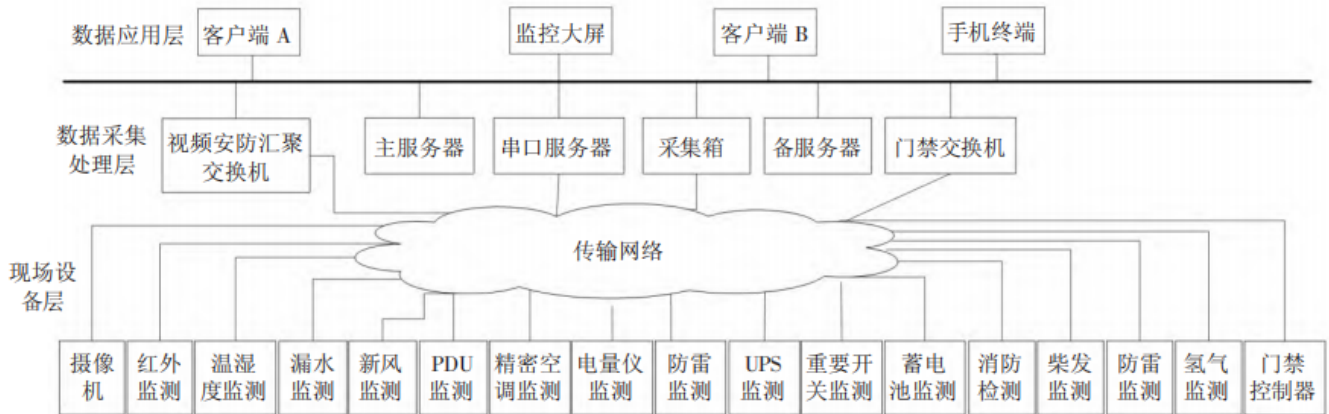 数据应用层
客户端 A
监控大屏
客户端 B
手机终端
数据采集
处理层
视频安防汇聚
交换机
主服务器
串口服务器
采集箱
备服务器
门禁交换机
传输网络
现场设
备层
摄像
机
红外
监测
温湿
度监测
漏水
监测
新风
监测
PDU
监测
精密空
调监测
电量仪
监测
防雷
监测
UPS
监测
重要开
关监测
蓄电
池监测
消防
检测
柴发
监测
防雷
监测
氢气
监测
门禁
控制器